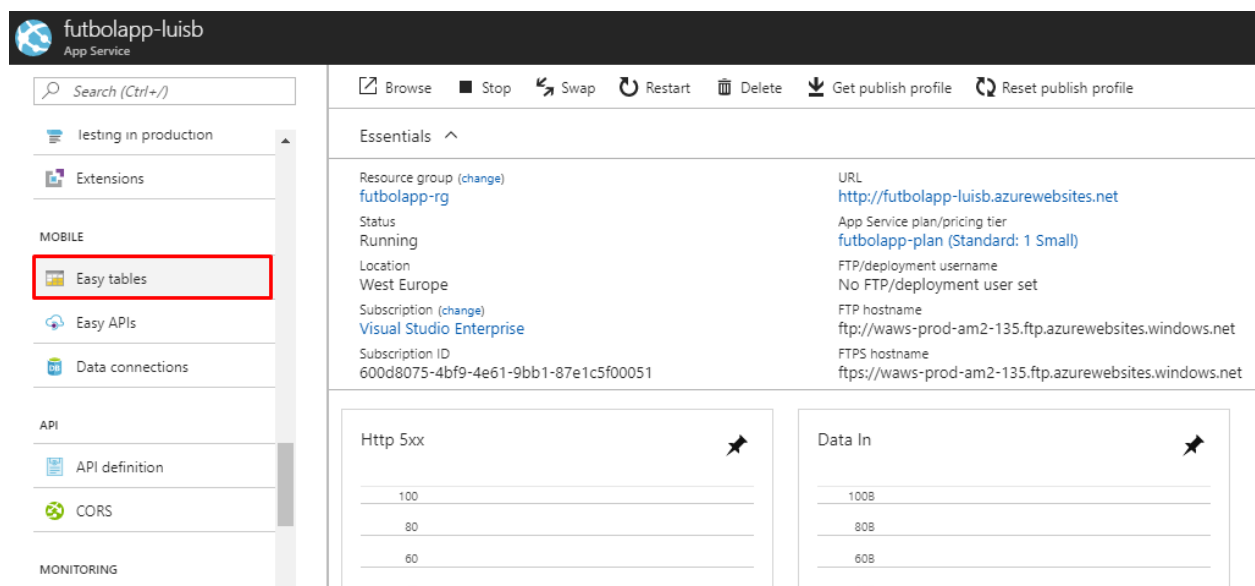 futbolapp-luisb
App Service
Search (Ctrl+/)
Testing in production
Extensions
MOBILE
Easy tables
Easy APIs
Data connections
API
API definition
CORS
MONITORING
Browse Stop Swap Restart Delete Get publish profile Reset publish profile
Essentials
Resource group (change)
futbolapp-rg
Status
Running
Location
West Europe
Subscription (change)
Visual Studio Enterprise
Subscription ID
600d8075-4bf9-4e61-9bb1-87e1c5f00051
URL
http://futbolapp-luisb.azurewebsites.net
App Service plan/pricing tier
futbolapp-plan (Standard: 1 Small)
FTP/deployment username
No FTP/deployment user set
FTP hostname
ftp://waws-prod-am2-135.ftp.azurewebsites.windows.net
FTPS hostname
ftps://waws-prod-am2-135.ftp.azurewebsites.windows.net
Http 5xx
100
80
60
Data In
100B
80B
60B